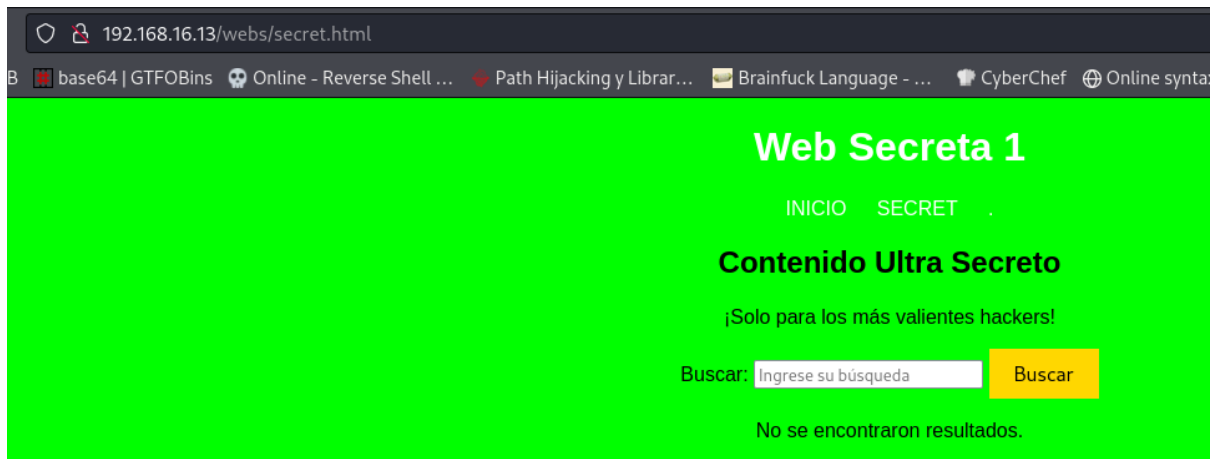 192.168.16.13/webs/secret.html
B base64 | GTFOBins Online - Reverse Shell ... Path Hijacking y Librar... Brainfuck Language - ... CyberChef Online syntax
Web Secreta 1
INICIO SECRET .
Contenido Ultra Secreto
¡Solo para los más valientes hackers!
Buscar: Ingrese su búsqueda Buscar
No se encontraron resultados.